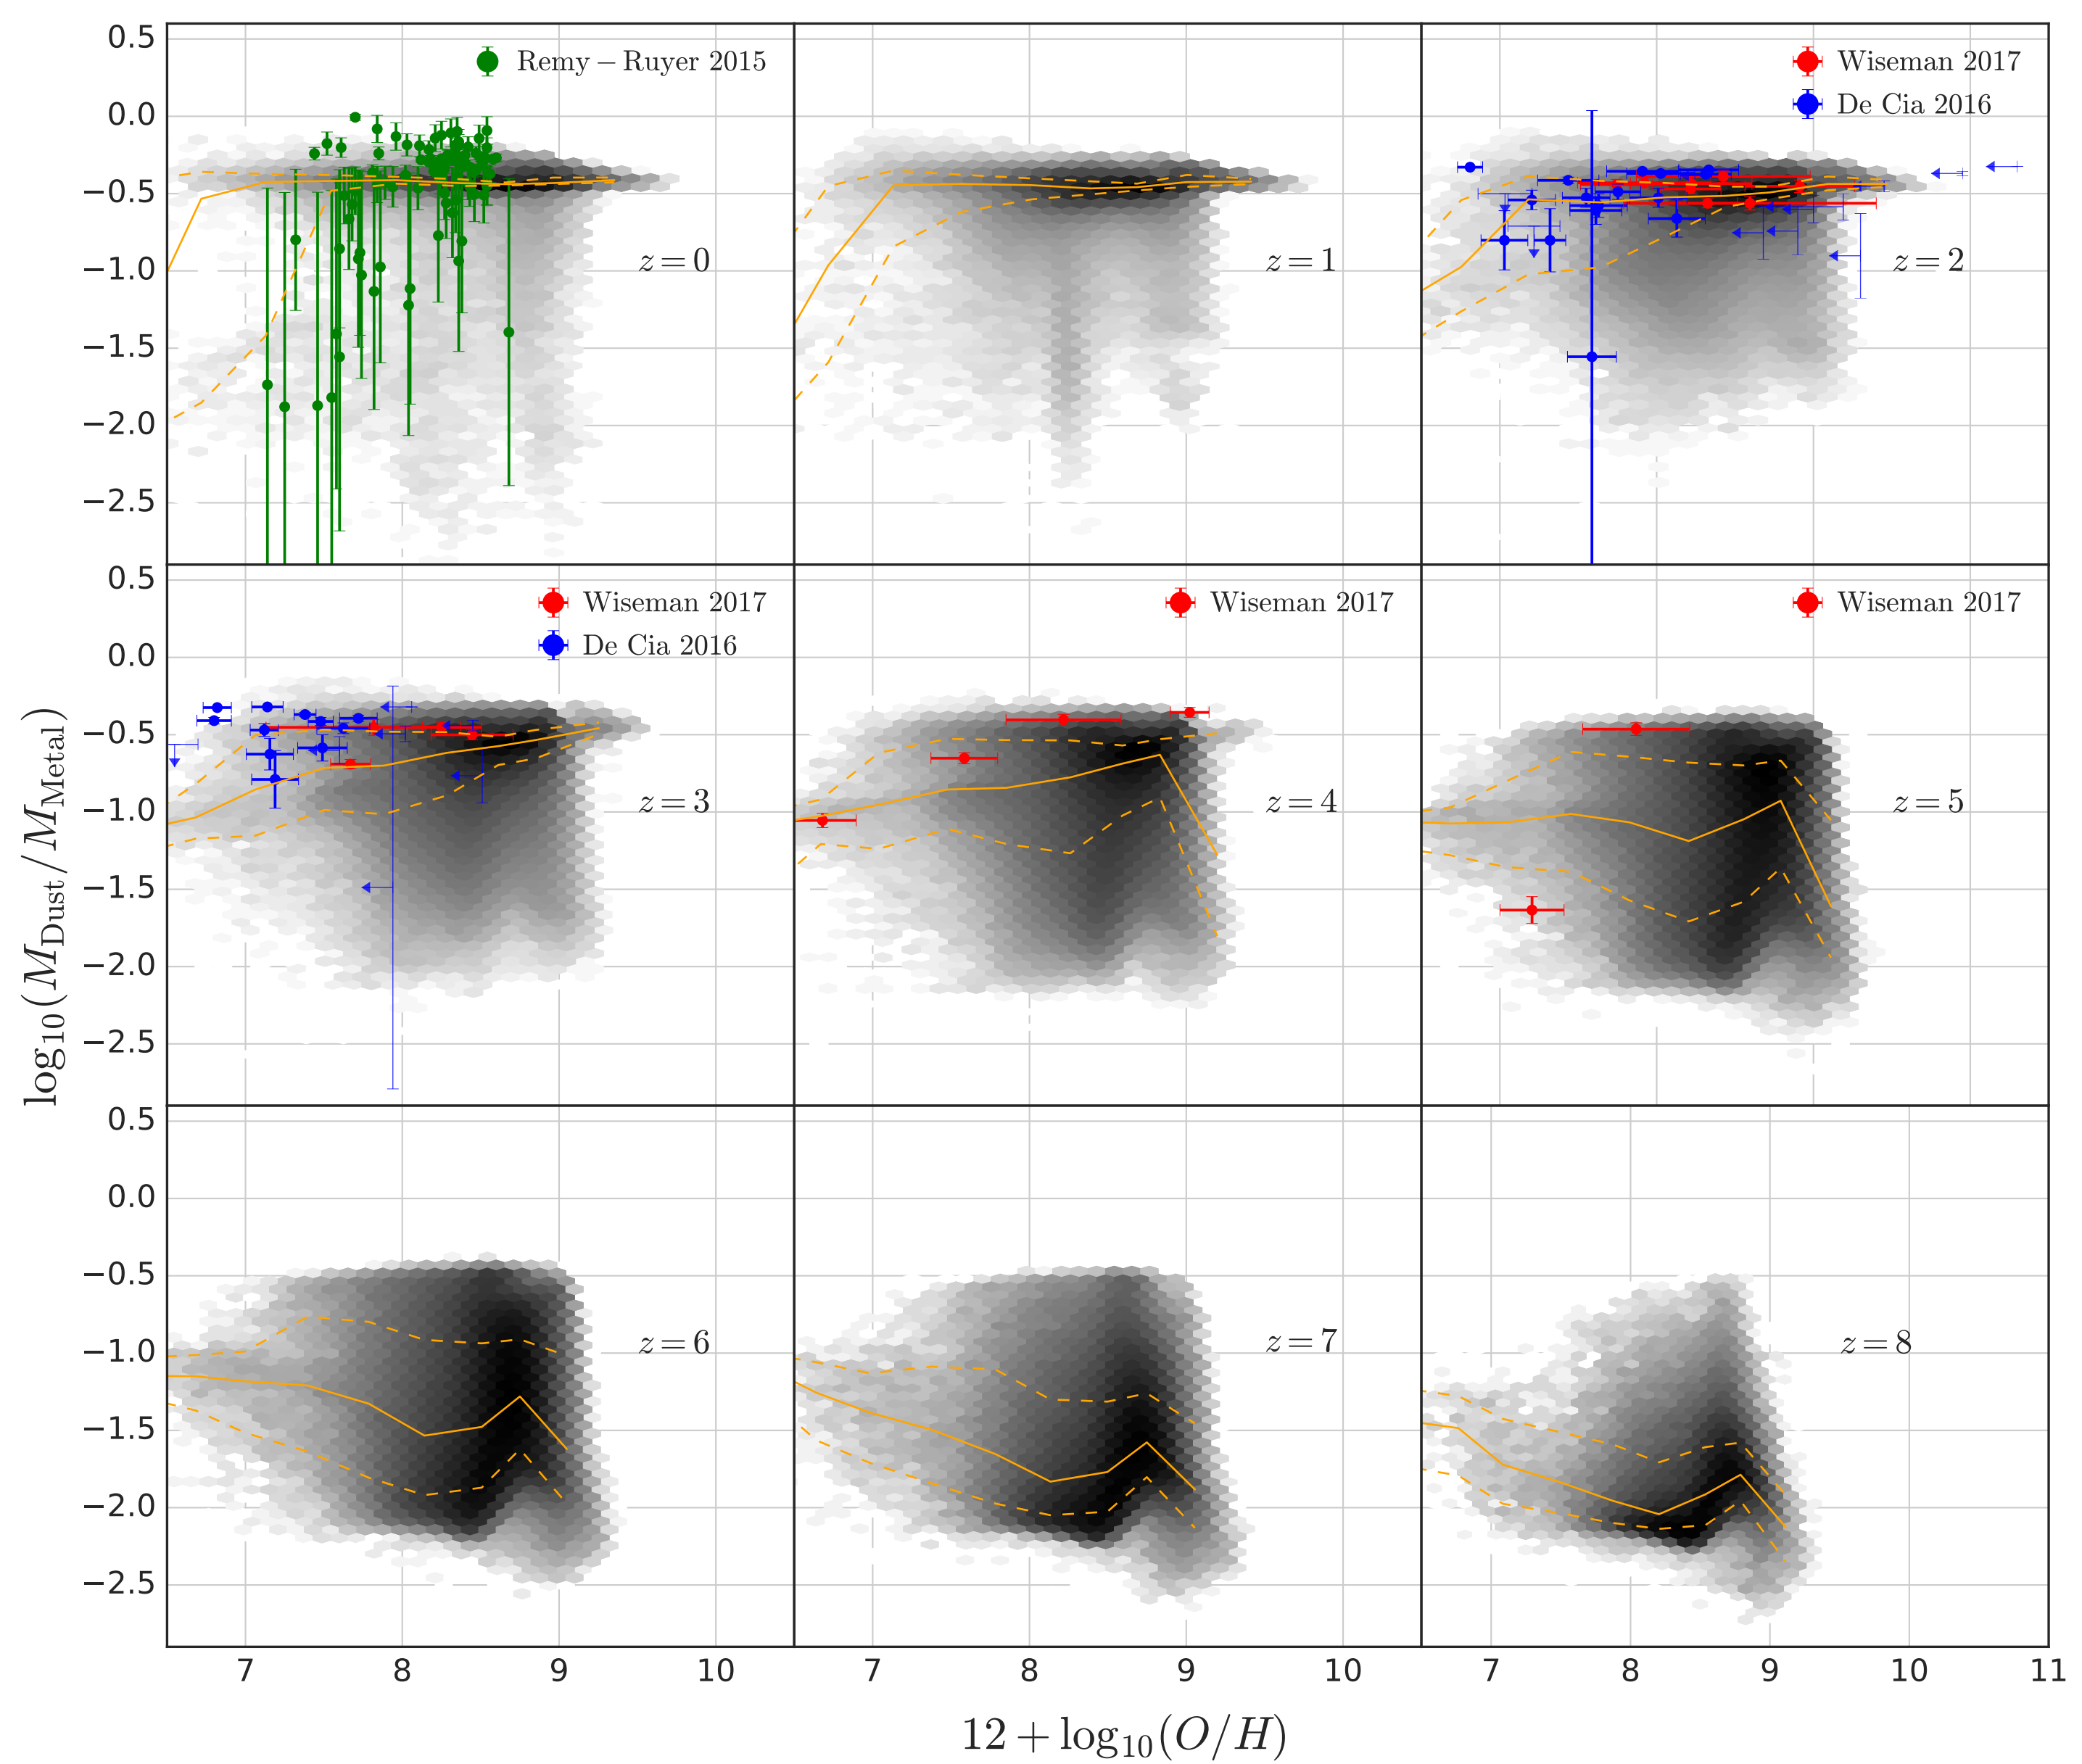 0.5
0.0
−0.5
−1.0
−1.5
−2.0
−2.5
Remy − Ruyer 2015
z = 0
z = 1
Wiseman 2017
De Cia 2016
z = 2
0.5
0.0
−0.5
−1.0
−1.5
−2.0
−2.5
Wiseman 2017
De Cia 2016
z = 3
Wiseman 2017
z = 4
Wiseman 2017
z = 5
log10(MDust/MMetal)
0.5
0.0
−0.5
−1.0
−1.5
−2.0
−2.5
z = 6
z = 7
z = 8
7 8 9 10 7 8 9 10 7 8 9 10 11
12 + log10(O/H)